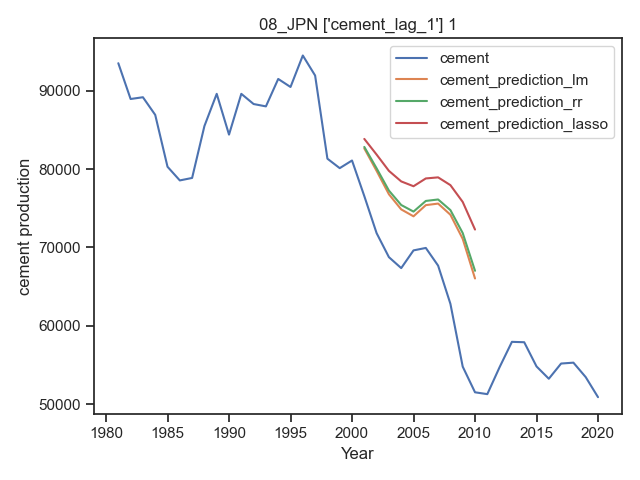 08_JPN ['cement_lag_1'] 1
cement
cement_prediction_lm
cement_prediction_rr
cement_prediction_lasso
cement production
90000
80000
70000
60000
50000
1980 1985 1990 1995 2000 2005 2010 2015 2020
Year